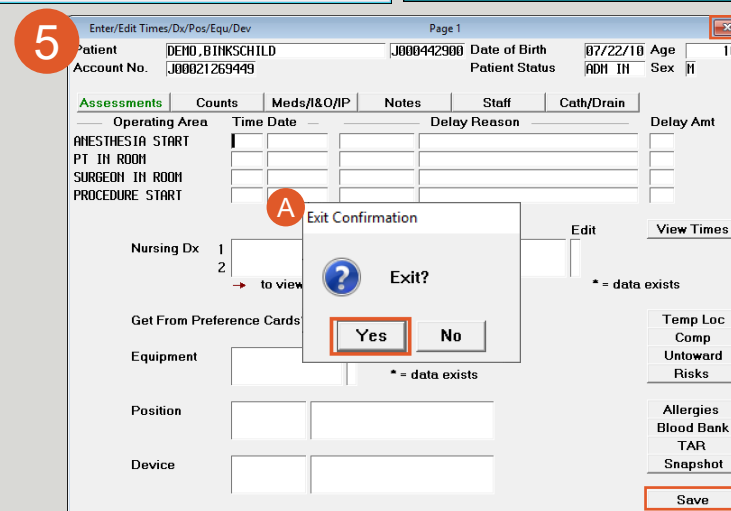 5
Enter/Edit Times/Dx/Pos/Equ/Dev Page 1
Patient DEMO,BINKSCHILD J000442900 Date of Birth 07/22/10 Age
Account No. J00021269449 Patient Status ADM IN Sex M
Assessments Counts Meds/I&O/IP Notes Staff Cath/Drain
Operating Area Time Date Delay Reason Delay Amt
ANESTHESIA START
PT IN ROOM
SURGEON IN ROOM
PROCEDURE START
A
Exit Confirmation
Edit View Times
Nursing Dx 1
2
→ to view * = data exists
Exit?
Get From Preference Cards Temp Loc
Yes No
Comp
Equipment Untoward
* = data exists Risks
Position Allergies
Blood Bank
TAR
Device Snapshot
Save